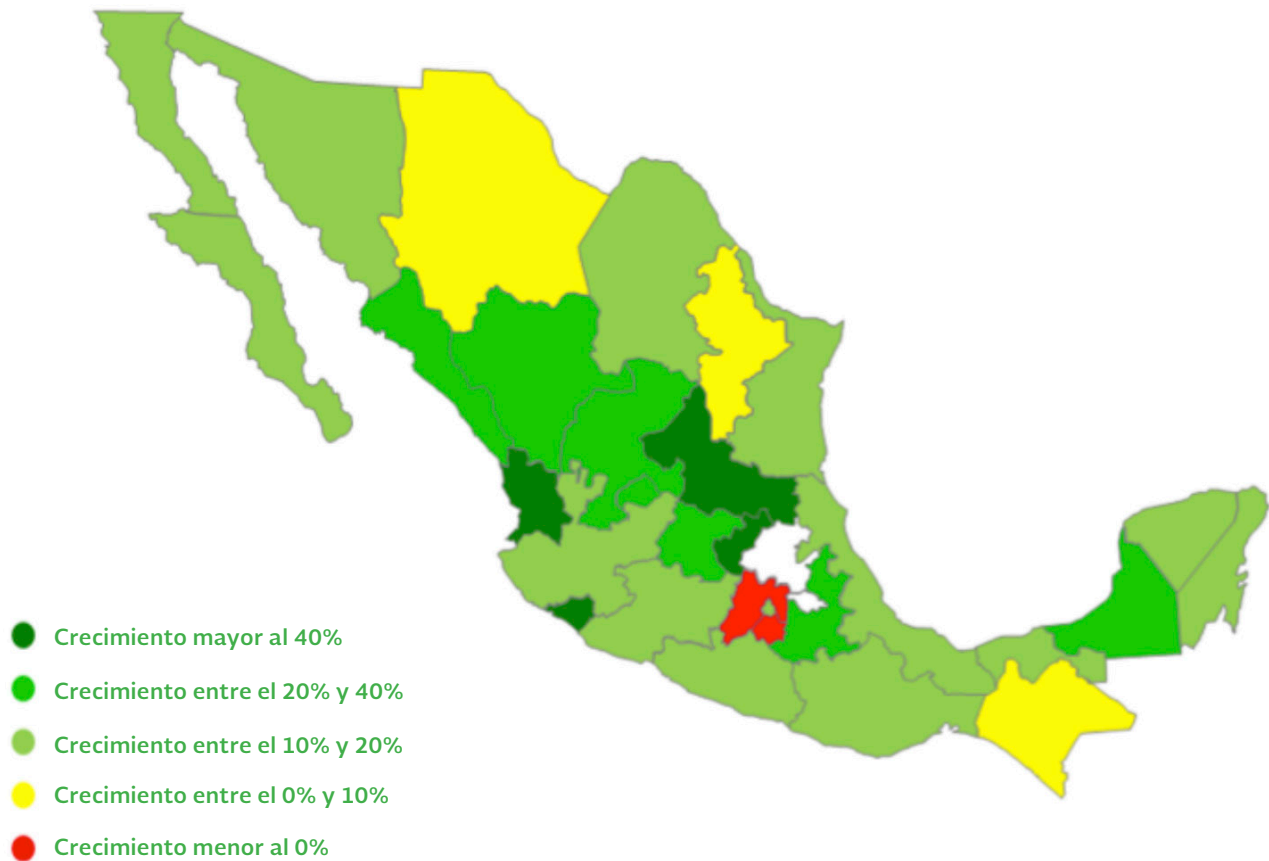 Crecimiento mayor al 40%
Crecimiento entre el 20% y 40%
Crecimiento entre el 10% y 20%
Crecimiento entre el 0% y 10%
Crecimiento menor al 0%